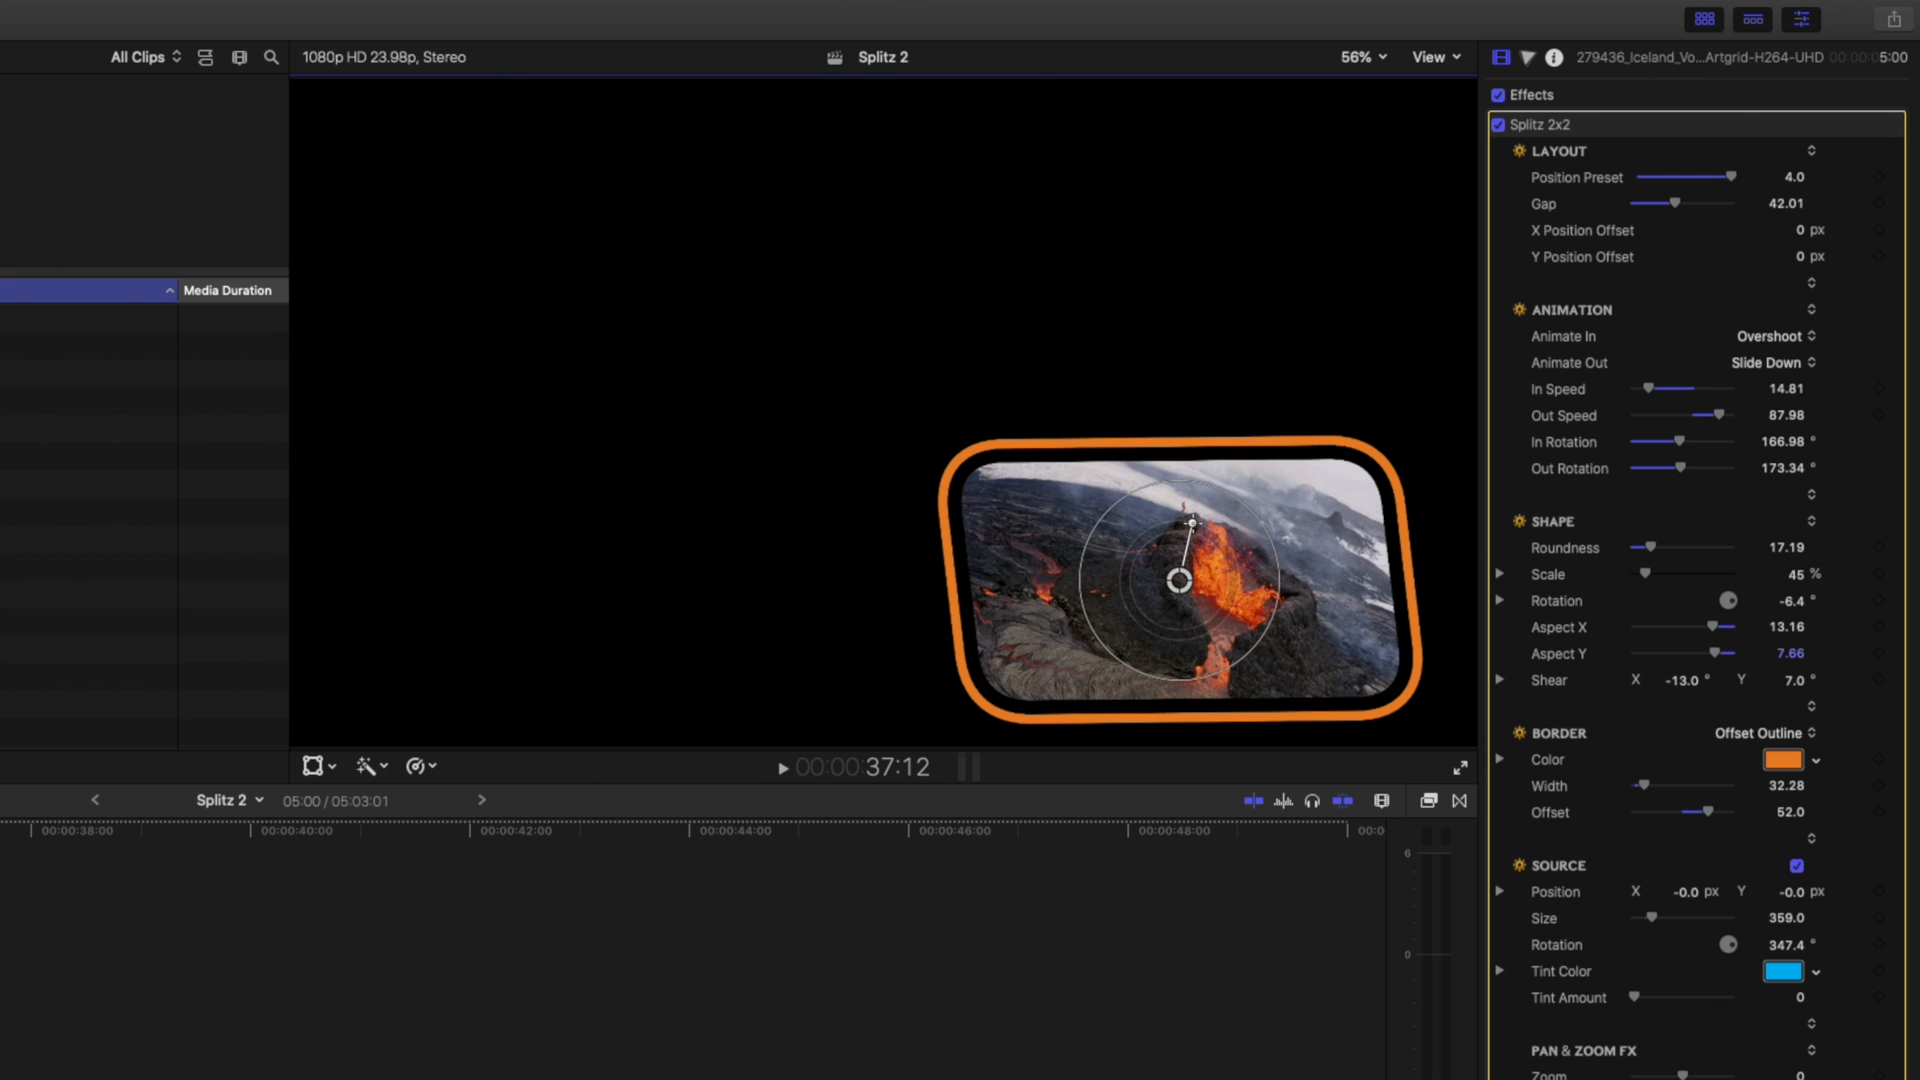 All Clips
1080p HD 23.98p, Stereo
Splitz 2
56%
View
279436_Iceland_Vo...Artgrid-H264-UHD
00:00:05:00
Effects
Splitz 2x2
LAYOUT
Position Preset 4.0
Gap 42.01
X Position Offset 0 px
Y Position Offset 0 px
Media Duration
ANIMATION
Animate In Overshoot
Animate Out Slide Down
In Speed 14.81
Out Speed 87.98
In Rotation 166.98 °
Out Rotation 173.34 °
SHAPE
Roundness 17.19
Scale 45 %
Rotation -6.4 °
Aspect X 13.16
Aspect Y 7.66
Shear X -13.0 ° Y 7.0 °
BORDER Offset Outline
Color
Width 32.28
Offset 52.0
00:00:00:37:12
Splitz 2 05:00 / 05:03:01
00:00:38:00 00:00:40:00 00:00:42:00 00:00:44:00 00:00:46:00 00:00:48:00 00:0
6
0
SOURCE
Position X -0.0 px Y -0.0 px
Size 359.0
Rotation 347.4 °
Tint Color
Tint Amount 0
PAN & ZOOM FX
Zoom 0